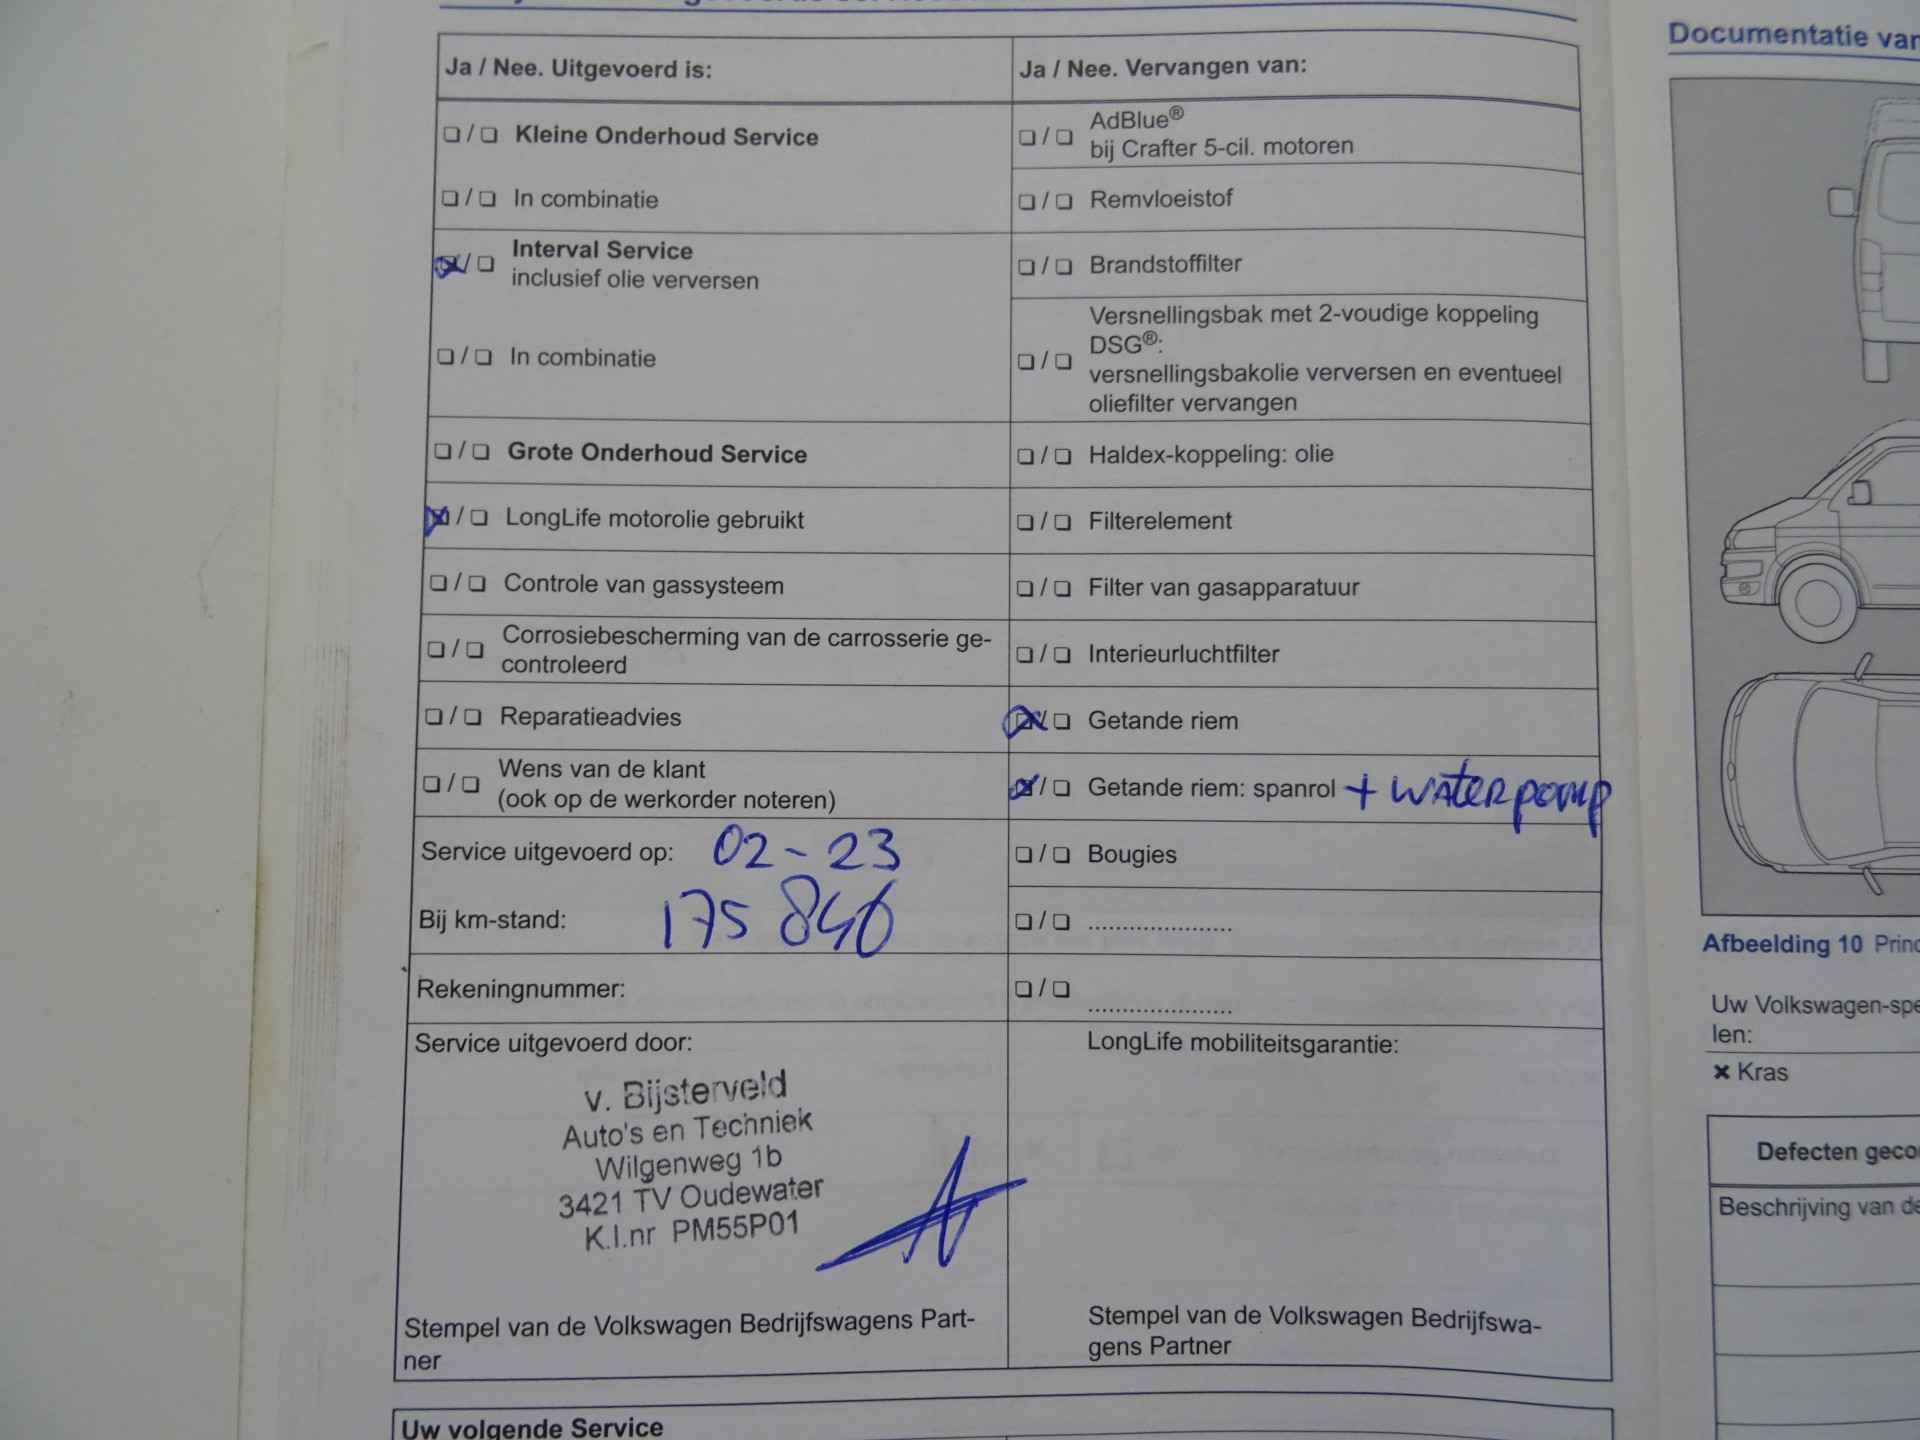 Ja / Nee. Uitgevoerd is:
❏ / ❏ Kleine Onderhoud Service
❏ / ❏ In combinatie
☒ / ❏ Interval Service
inclusief olie verversen
❏ / ❏ In combinatie
❏ / ❏ Grote Onderhoud Service
☒ / ❏ LongLife motorolie gebruikt
❏ / ❏ Controle van gassysteem
❏ / ❏ Corrosiebescherming van de carrosserie ge-
controleerd
❏ / ❏ Reparatieadvies
❏ / ❏ Wens van de klant
(ook op de werkorder noteren)
Service uitgevoerd op: 02-23
Bij km-stand: 175 846
Rekeningnummer:
Service uitgevoerd door:
v. Bijsterveld
Auto's en Techniek
Wilgenweg 1b
3421 TV Oudewater
K.I.nr PM55P01
Stempel van de Volkswagen Bedrijfswagens Part-
ner
Ja / Nee. Vervangen van:
❏ / ❏ AdBlue®
bij Crafter 5-cil. motoren
❏ / ❏ Remvloeistof
❏ / ❏ Brandstoffilter
❏ / ❏ Versnellingsbak met 2-voudige koppeling
DSG®:
versnellingsbakolie verversen en eventueel
oliefilter vervangen
❏ / ❏ Haldex-koppeling: olie
❏ / ❏ Filterelement
❏ / ❏ Filter van gasapparatuur
❏ / ❏ Interieurluchtfilter
☒ / ❏ Getande riem
☒ / ❏ Getande riem: spanrol + waterpomp
❏ / ❏ Bougies
❏ / ❏ .....................
❏ / ❏ .....................
LongLife mobiliteitsgarantie:
Stempel van de Volkswagen Bedrijfswa-
gens Partner
Uw volgende Service
Documentatie van
Afbeelding 10 Princ
Uw Volkswagen-spe
len:
✖ Kras
Defecten geco
Beschrijving van de